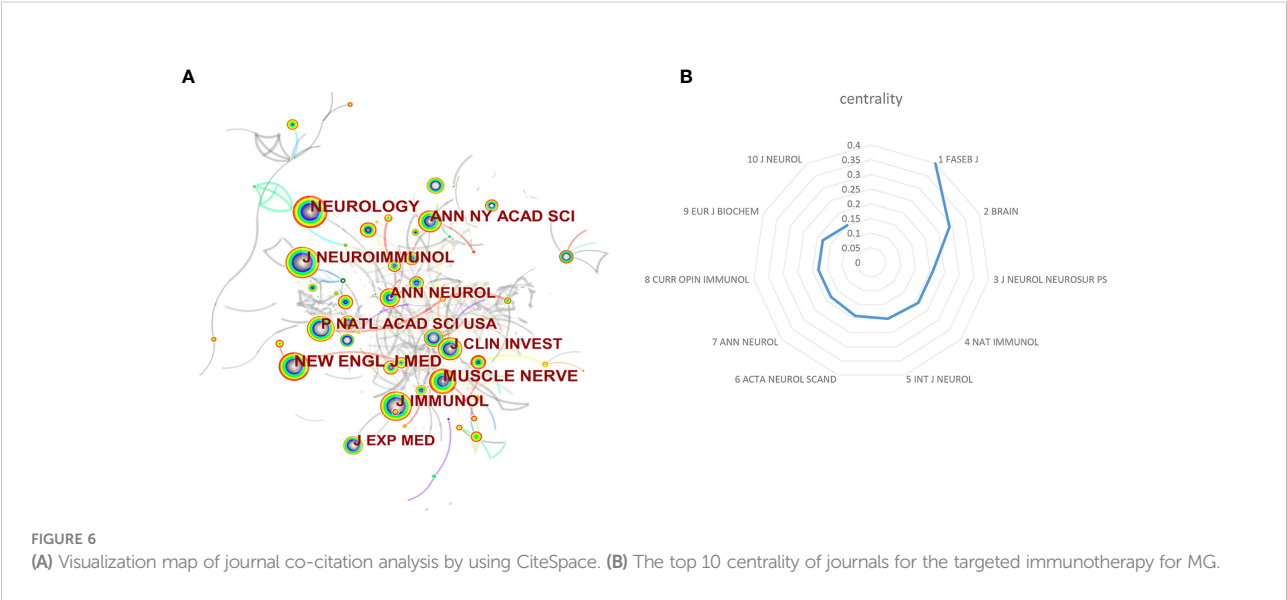 A
NEUROLOGY
ANN NY ACAD SCI
J NEUROIMMUNOL
ANN NEUROL
P NATL ACAD SCI USA
J CLIN INVEST
NEW ENGL J MED
MUSCLE NERVE
J IMMUNOL
J EXP MED
B
centrality
0.4
0.35
0.3
0.25
0.2
0.15
0.1
0.05
0
1 FASEB J
2 BRAIN
3 J NEUROL NEUROSUR PS
4 NAT IMMUNOL
5 INT J NEUROL
6 ACTA NEUROL SCAND
7 ANN NEUROL
8 CURR OPIN IMMUNOL
9 EUR J BIOCHEM
10 J NEUROL
FIGURE 6
(A) Visualization map of journal co-citation analysis by using CiteSpace. (B) The top 10 centrality of journals for the targeted immunotherapy for MG.